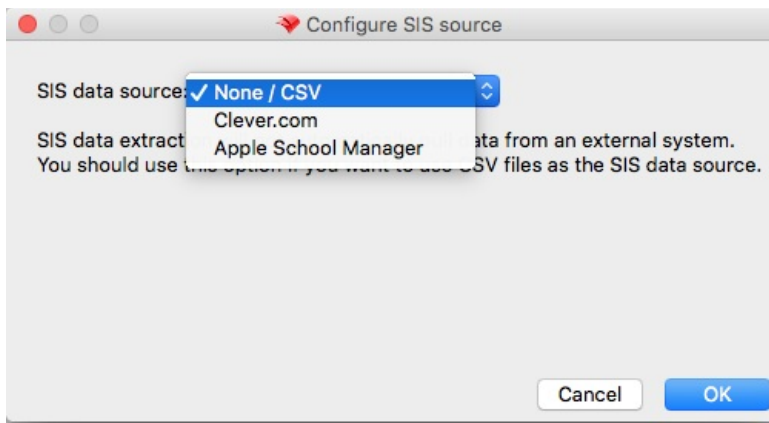 Configure SIS source
SIS data source: ✓ None / CSV
Clever.com
Apple School Manager
SIS data extract ata from an external system.
You should use CSV files as the SIS data source.
Cancel OK